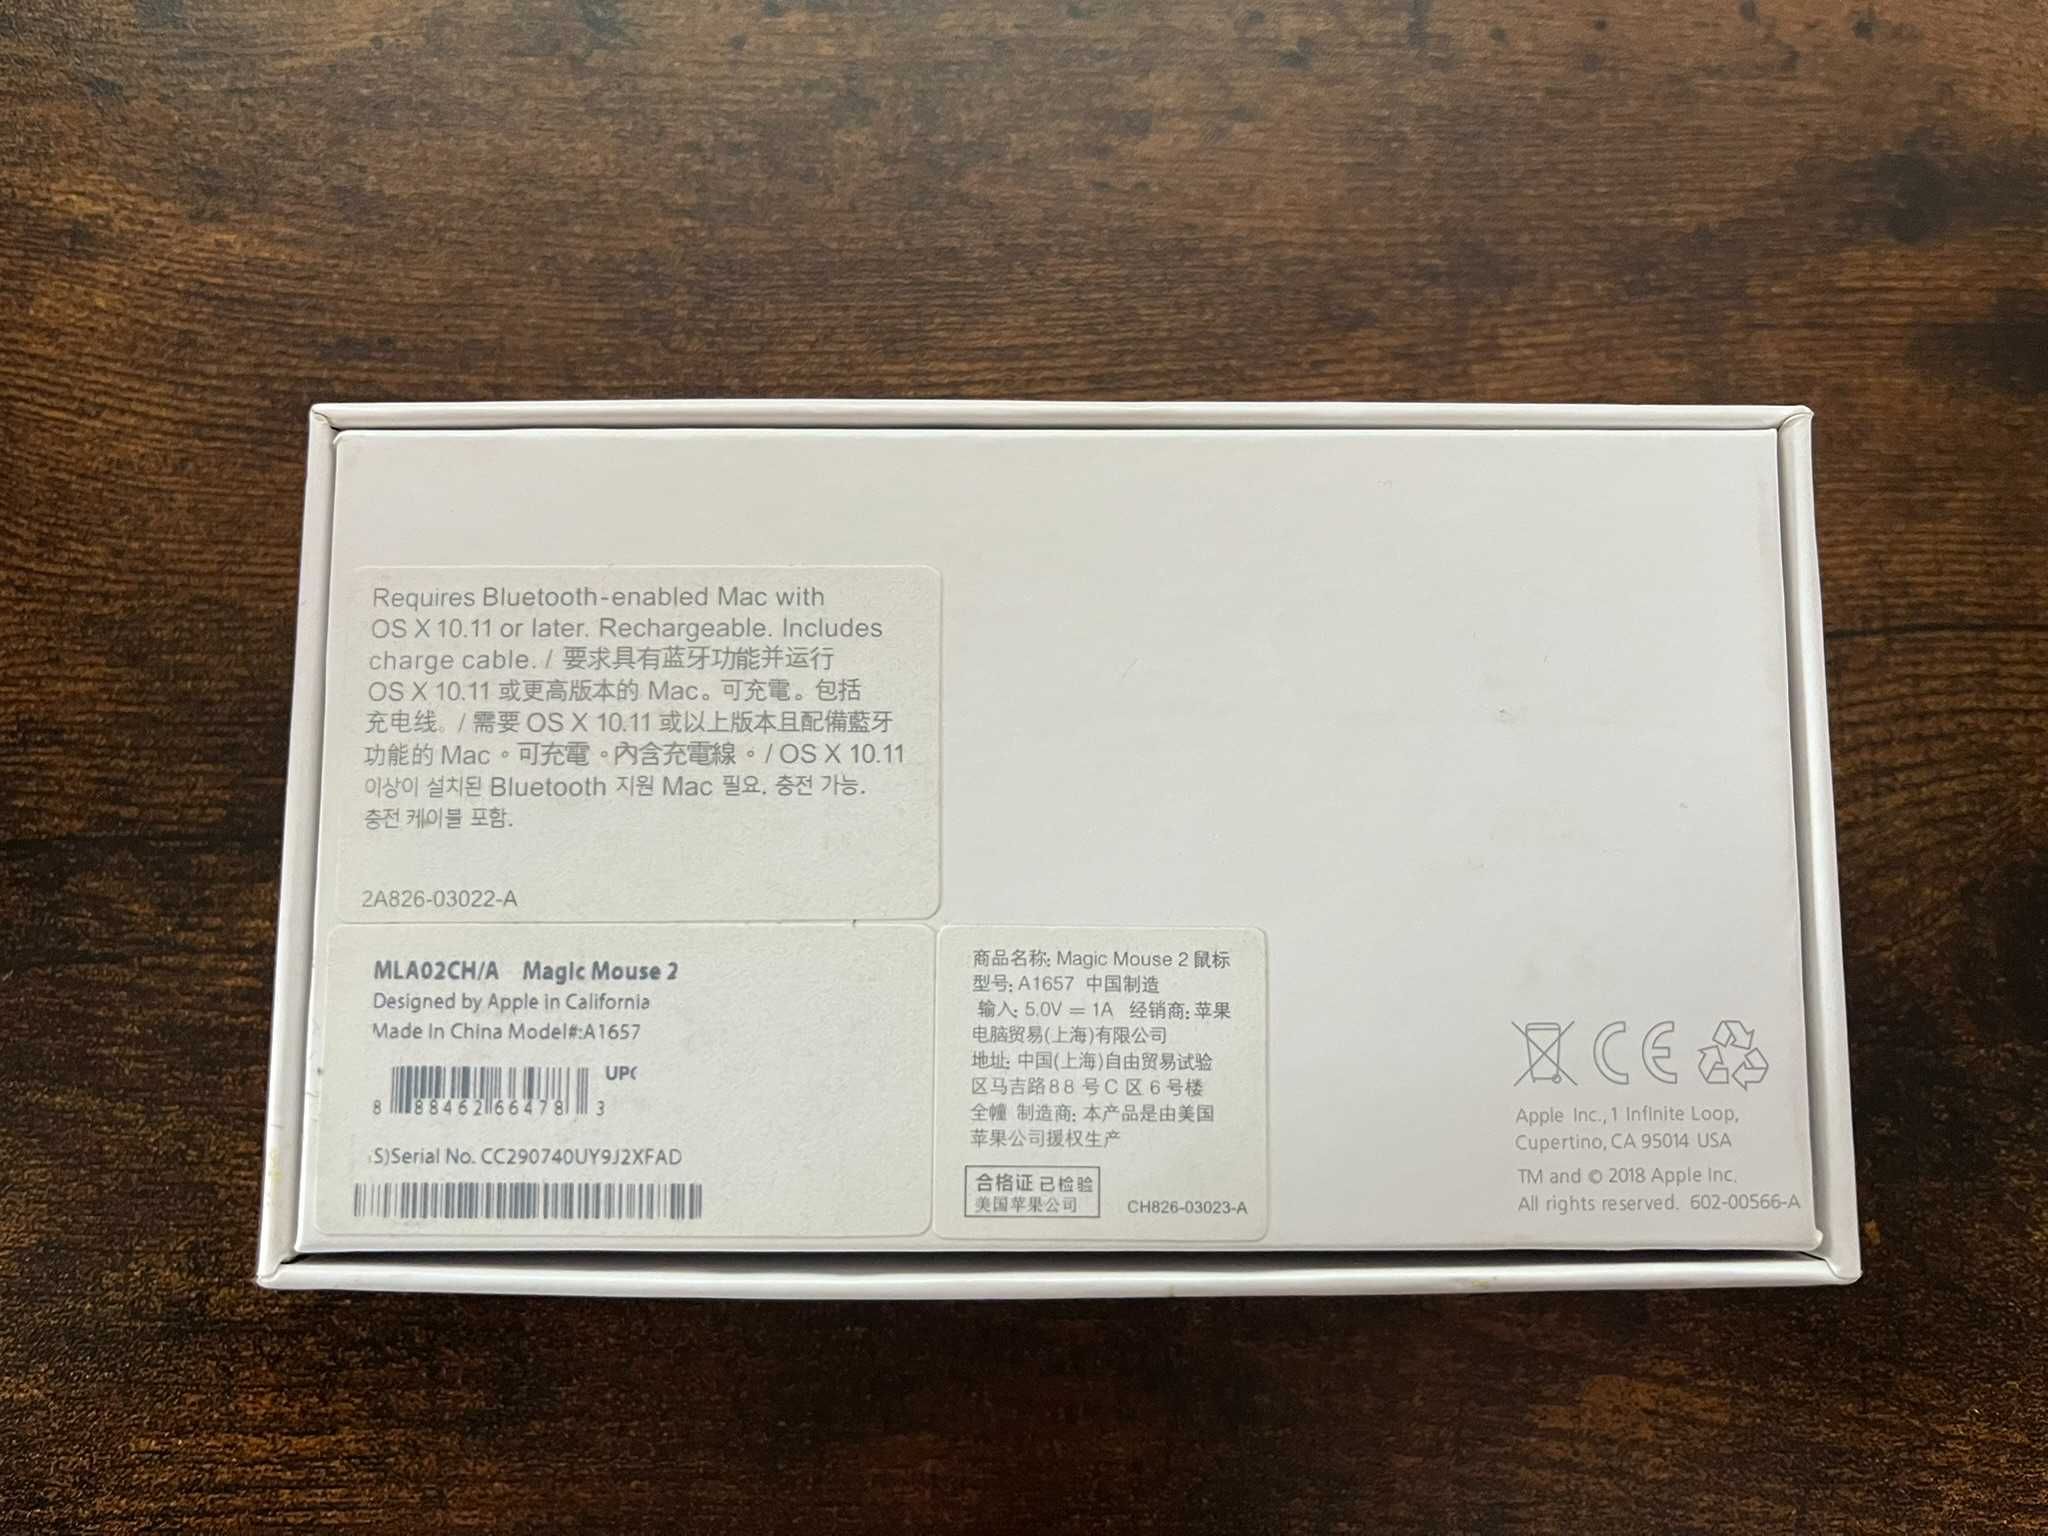 Requires Bluetooth-enabled Mac with
OS X 10.11 or later. Rechargeable. Includes
charge cable. / 要求具有蓝牙功能并运行
OS X 10.11 或更高版本的 Mac。可充電。包括
充电线。/ 需要 OS X 10.11 或以上版本且配備藍牙
功能的 Mac。可充電。內含充電線。/ OS X 10.11
이상이 설치된 Bluetooth 지원 Mac 필요. 충전 가능.
충전 케이블 포함.
2A826-03022-A
MLA02CH/A Magic Mouse 2
Designed by Apple in California
Made In China Model#:A1657
UPC
8 88462 66478 3
S)Serial No. CC290740UY9J2XFAD
商品名称: Magic Mouse 2 鼠标
型号: A1657 中国制造
输入: 5.0V = 1A 经销商: 苹果
电脑贸易(上海)有限公司
地址: 中国(上海)自由贸易试验
区马吉路88 号 C 区 6 号楼
全幢 制造商: 本产品是由美国
苹果公司援权生产
合格证 已检验
美国苹果公司
CH826-03023-A
CE
Apple Inc., 1 Infinite Loop,
Cupertino, CA 95014 USA
TM and © 2018 Apple Inc.
All rights reserved. 602-00566-A